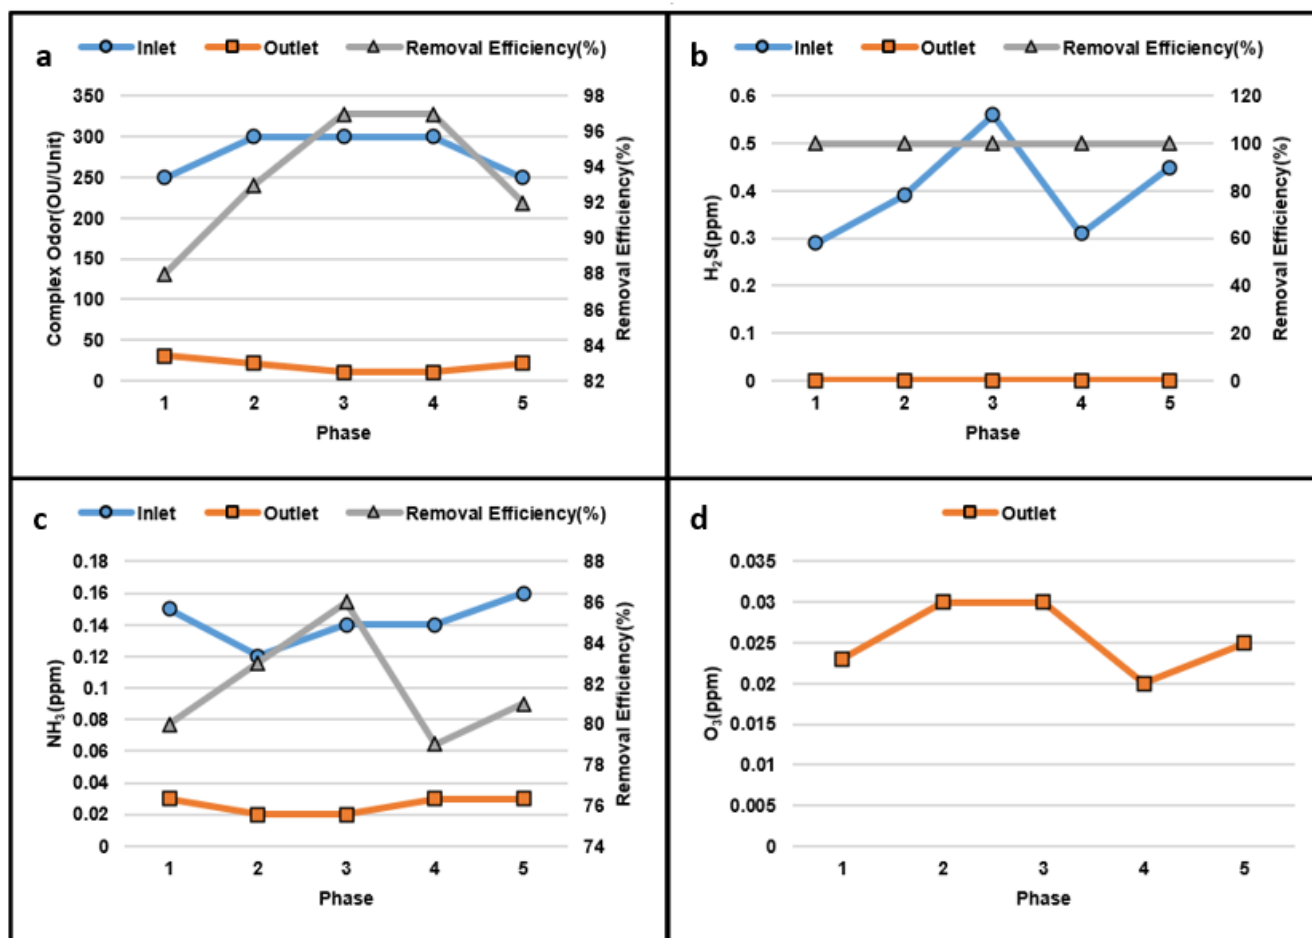 a
Inlet Outlet Removal Efficiency(%)
350
300
250
200
150
100
50
0
Complex Odor(OU/Unit)
98
96
94
92
90
88
86
84
82
Removal Efficiency(%)
1 2 3 4 5
Phase
b
Inlet Outlet Removal Efficiency(%)
0.6
0.5
0.4
0.3
0.2
0.1
0
H₂S(ppm)
120
100
80
60
40
20
0
Removal Efficiency(%)
1 2 3 4 5
Phase
c
Inlet Outlet Removal Efficiency(%)
0.18
0.16
0.14
0.12
0.1
0.08
0.06
0.04
0.02
0
NH₃(ppm)
88
86
84
82
80
78
76
74
Removal Efficiency(%)
1 2 3 4 5
Phase
d
Outlet
0.035
0.03
0.025
0.02
0.015
0.01
0.005
0
O₃(ppm)
1 2 3 4 5
Phase